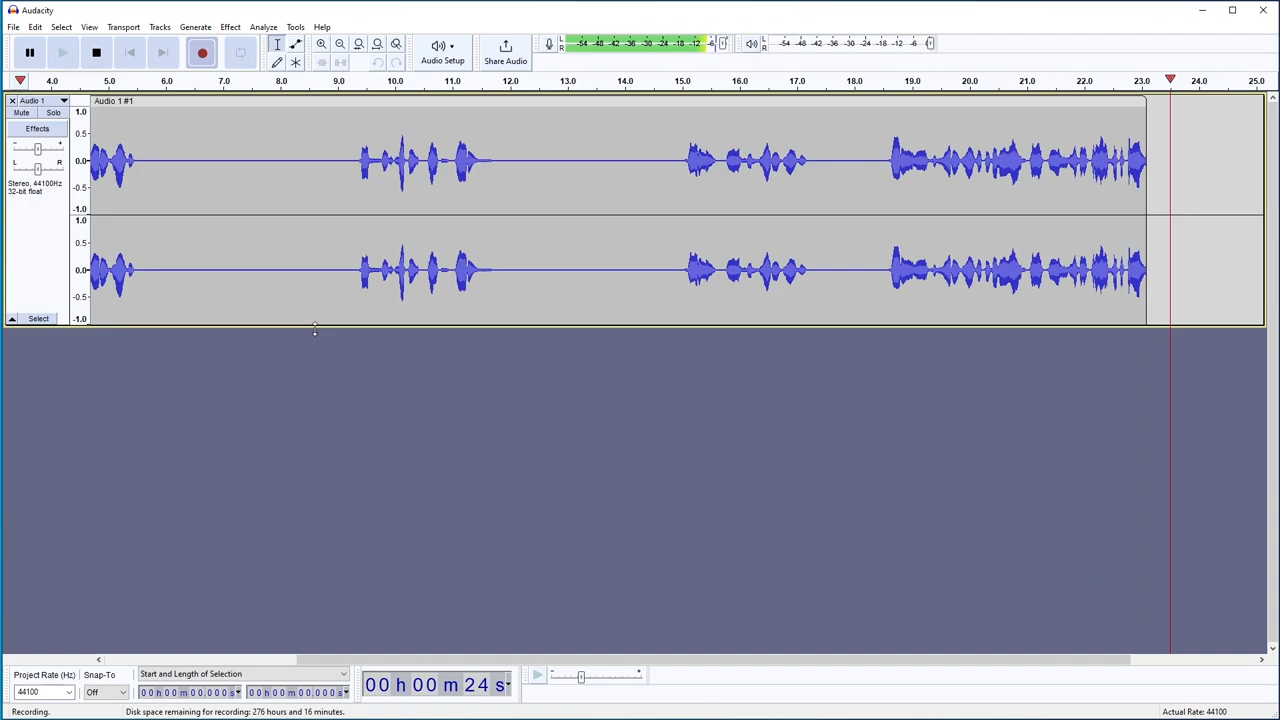 Audacity
File Edit Select View Transport Tracks Generate Effect Analyze Tools Help
Audio Setup
Share Audio
L R -54 -48 -42 -36 -30 -24 -18 -12 -6
L R -54 -48 -42 -36 -30 -24 -18 -12 -6
4.0 5.0 6.0 7.0 8.0 9.0 10.0 11.0 12.0 13.0 14.0 15.0 16.0 17.0 18.0 19.0 20.0 21.0 22.0 23.0 24.0 25.0
Audio 1
Audio 1 #1
Mute Solo
Effects
- +
L R
Stereo, 44100Hz
32-bit float
Select
1.0
0.5
0.0
-0.5
-1.0
1.0
0.5
0.0
-0.5
-1.0
Project Rate (Hz) Snap-To Start and Length of Selection
44100 Off 00 h 00 m 00.000 s 00 h 00 m 00.000 s
00 h 00 m 24 s
- +
Recording. Disk space remaining for recording: 276 hours and 16 minutes. Actual Rate: 44100